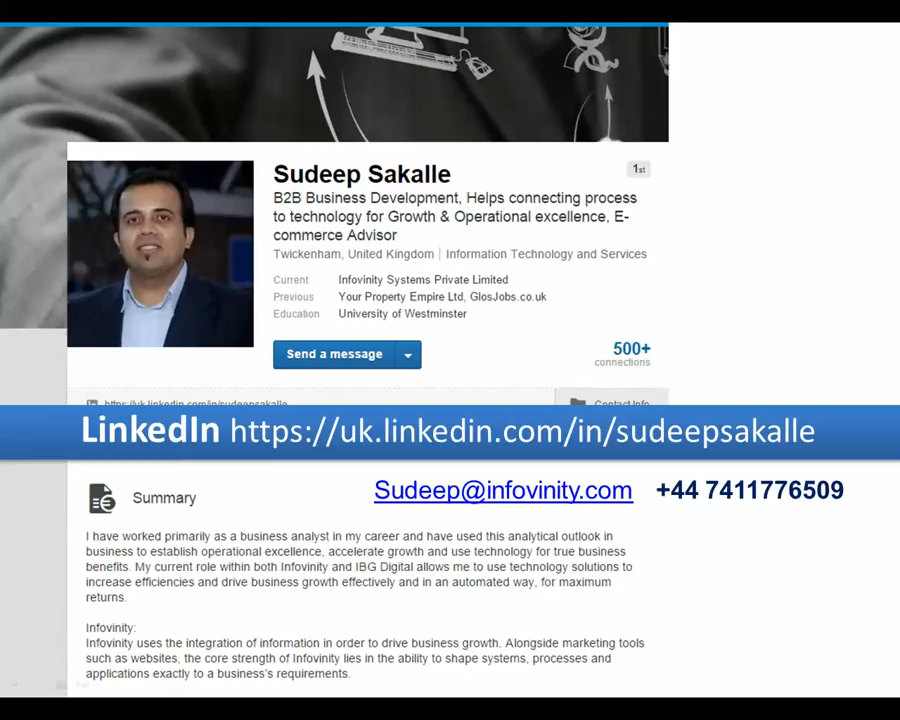 Sudeep Sakalle
1st
B2B Business Development, Helps connecting process
to technology for Growth & Operational excellence, E-
commerce Advisor
Twickenham, United Kingdom | Information Technology and Services
Current Infovinity Systems Private Limited
Previous Your Property Empire Ltd, GlosJobs.co.uk
Education University of Westminster
Send a message
500+
connections
https://uk.linkedin.com/in/sudeepsakalle
Contact Info
LinkedIn https://uk.linkedin.com/in/sudeepsakalle
Summary
Sudeep@infovinity.com +44 7411776509
I have worked primarily as a business analyst in my career and have used this analytical outlook in
business to establish operational excellence, accelerate growth and use technology for true business
benefits. My current role within both Infovinity and IBG Digital allows me to use technology solutions to
increase efficiencies and drive business growth effectively and in an automated way, for maximum
returns.
Infovinity:
Infovinity uses the integration of information in order to drive business growth. Alongside marketing tools
such as websites, the core strength of Infovinity lies in the ability to shape systems, processes and
applications exactly to a business's requirements.